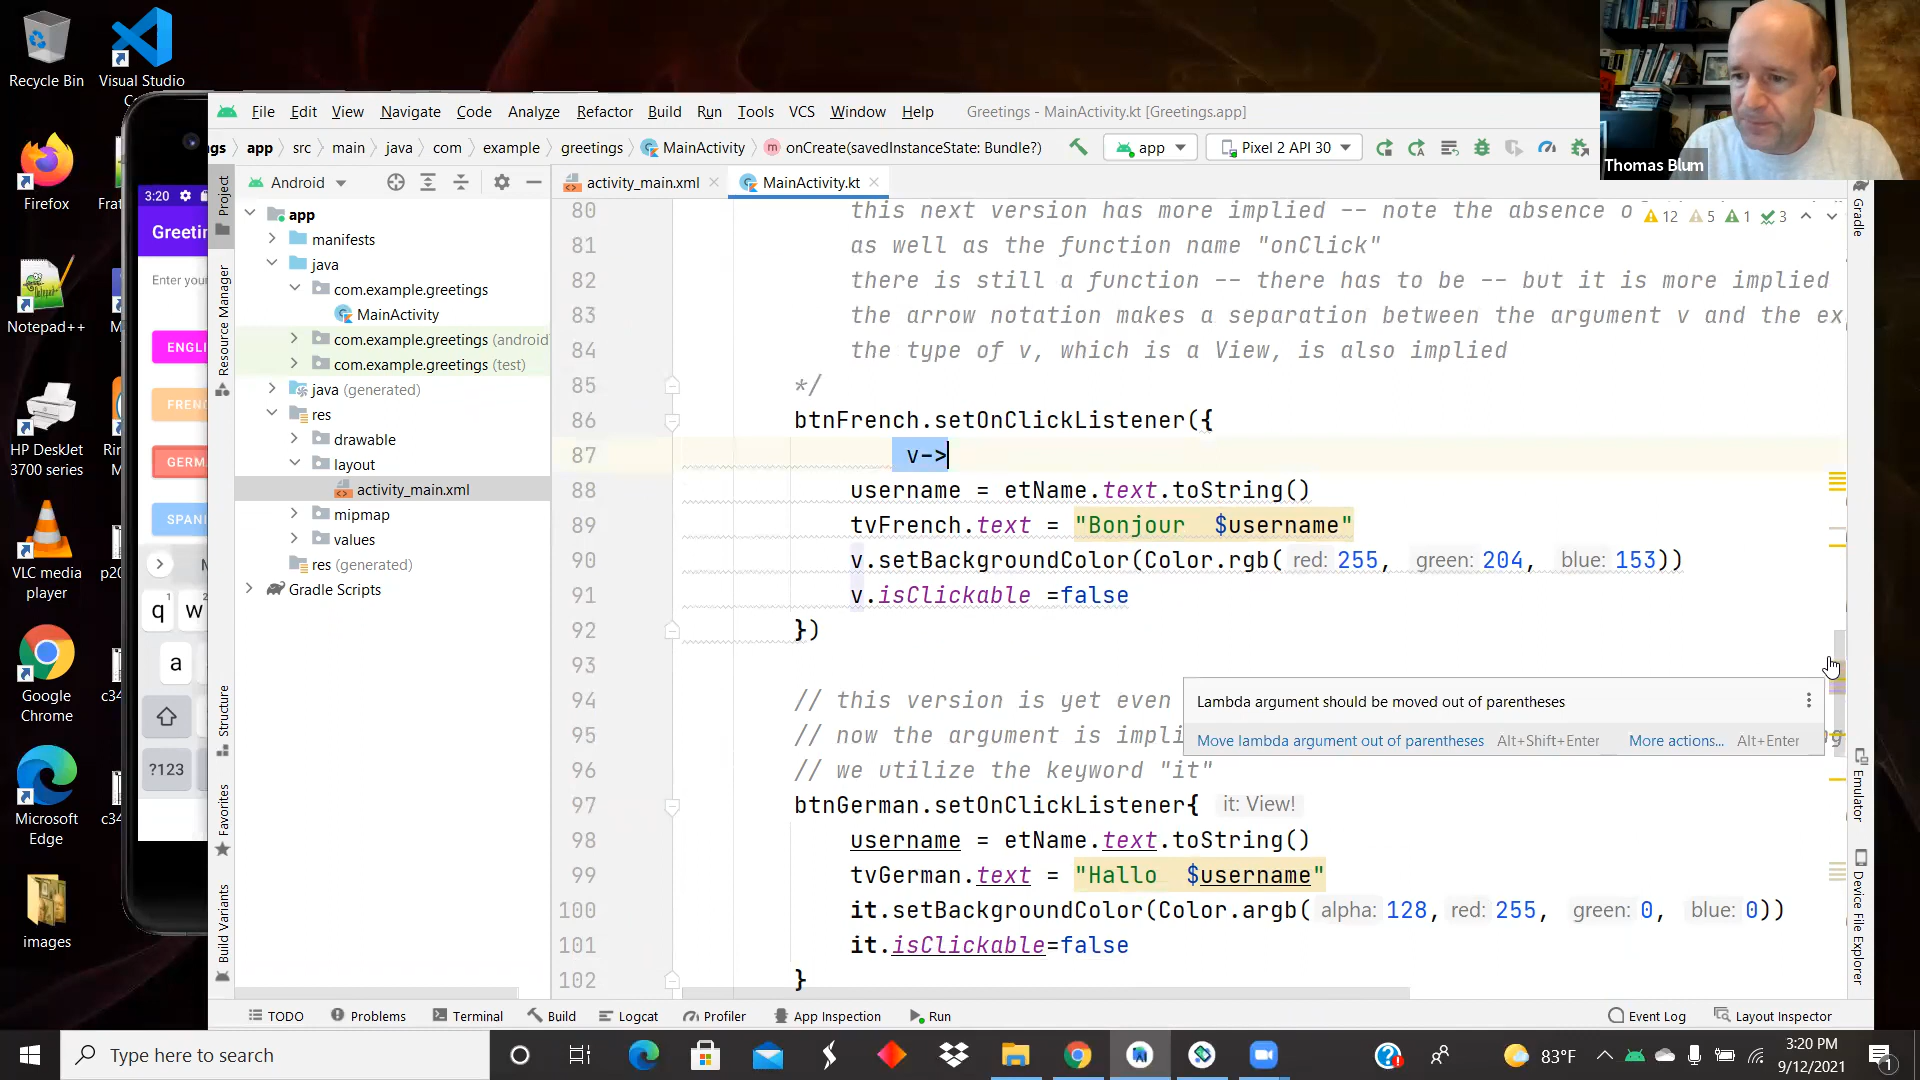 Recycle Bin
Visual Studio
Firefox
Notepad++
HP DeskJet
3700 series
VLC media
player
Google
Chrome
Microsoft
Edge
images
3:20
Enter your
ENGLI
FREN
GERM
SPANI
q 1 w 2
a
?123
File Edit View Navigate Code Analyze Refactor Build Run Tools VCS Window Help Greetings - MainActivity.kt [Greetings.app]
gs app src main java com example greetings MainActivity onCreate(savedInstanceState: Bundle?) app Pixel 2 API 30
Thomas Blum
Project
Resource Manager
Structure
Favorites
Build Variants
Android
app
manifests
java
com.example.greetings
MainActivity
com.example.greetings (android
com.example.greetings (test)
java (generated)
res
drawable
layout
activity_main.xml
mipmap
values
res (generated)
Gradle Scripts
activity_main.xml MainActivity.kt
12 5 1 3
80 this next version has more implied -- note the absence o
81 as well as the function name "onClick"
82 there is still a function -- there has to be -- but it is more implied
83 the arrow notation makes a separation between the argument v and the ex
84 the type of v, which is a View, is also implied
85 */
86 btnFrench.setOnClickListener({
87 v->
88 username = etName.text.toString()
89 tvFrench.text = "Bonjour  $username"
90 v.setBackgroundColor(Color.rgb( red: 255, green: 204, blue: 153))
91 v.isClickable =false
92 })
93
94 // this version is yet even
95 // now the argument is impli
96 // we utilize the keyword "it"
97 btnGerman.setOnClickListener{ it: View!
98 username = etName.text.toString()
99 tvGerman.text = "Hallo  $username"
100 it.setBackgroundColor(Color.argb( alpha: 128, red: 255, green: 0, blue: 0))
101 it.isClickable=false
102 }
Lambda argument should be moved out of parentheses
Move lambda argument out of parentheses Alt+Shift+Enter More actions... Alt+Enter
Gradle
Emulator
Device File Explorer
TODO Problems Terminal Build Logcat Profiler App Inspection Run Event Log Layout Inspector
Type here to search
83°F
3:20 PM
9/12/2021
1